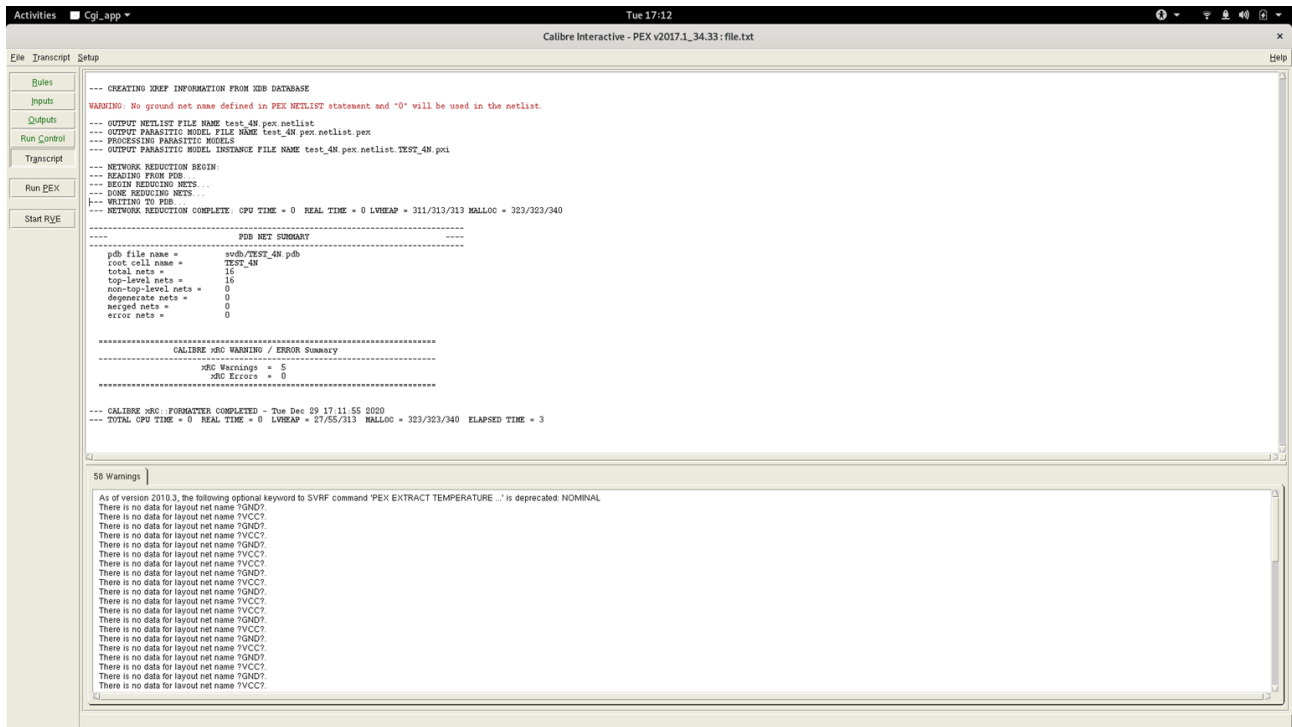 Activities Cgi_app Tue 17:12
Calibre Interactive - PEX v2017.1_34.33 : file.txt ×
File Transcript Setup Help
Rules
Inputs
Outputs
Run Control
Transcript
Run PEX
Start RVE
--- CREATING XREF INFORMATION FROM XDB DATABASE
WARNING: No ground net name defined in PEX NETLIST statement and "0" will be used in the netlist.
--- OUTPUT NETLIST FILE NAME test_4N.pex.netlist
--- OUTPUT PARASITIC MODEL FILE NAME test_4N.pex.netlist.pex
--- PROCESSING PARASITIC MODELS
--- OUTPUT PARASITIC MODEL INSTANCE FILE NAME test_4N.pex.netlist.TEST_4N.pxi
--- NETWORK REDUCTION BEGIN:
--- READING FROM PDB...
--- BEGIN REDUCING NETS...
--- DONE REDUCING NETS...
--- WRITING TO PDB...
--- NETWORK REDUCTION COMPLETE: CPU TIME = 0 REAL TIME = 0 LVHEAP = 311/313/313 MALLOC = 323/323/340
--------------------------------------------------------------------------------
---- PDB NET SUMMARY ----
--------------------------------------------------------------------------------
pdb file name = svdb/TEST_4N.pdb
root cell name = TEST_4N
total nets = 16
top-level nets = 16
non-top-level nets = 0
degenerate nets = 0
merged nets = 0
error nets = 0
========================================================================
CALIBRE xRC WARNING / ERROR Summary
------------------------------------------------------------------------
xRC Warnings = 5
xRC Errors = 0
========================================================================
--- CALIBRE xRC::FORMATTER COMPLETED - Tue Dec 29 17:11:55 2020
--- TOTAL CPU TIME = 0 REAL TIME = 0 LVHEAP = 27/55/313 MALLOC = 323/323/340 ELAPSED TIME = 3
58 Warnings
As of version 2010.3, the following optional keyword to SVRF command 'PEX EXTRACT TEMPERATURE ...' is deprecated: NOMINAL
There is no data for layout net name ?GND?.
There is no data for layout net name ?VCC?.
There is no data for layout net name ?GND?.
There is no data for layout net name ?VCC?.
There is no data for layout net name ?GND?.
There is no data for layout net name ?VCC?.
There is no data for layout net name ?VCC?.
There is no data for layout net name ?GND?.
There is no data for layout net name ?VCC?.
There is no data for layout net name ?GND?.
There is no data for layout net name ?VCC?.
There is no data for layout net name ?VCC?.
There is no data for layout net name ?GND?.
There is no data for layout net name ?VCC?.
There is no data for layout net name ?GND?.
There is no data for layout net name ?VCC?.
There is no data for layout net name ?GND?.
There is no data for layout net name ?VCC?.
There is no data for layout net name ?GND?.
There is no data for layout net name ?VCC?.